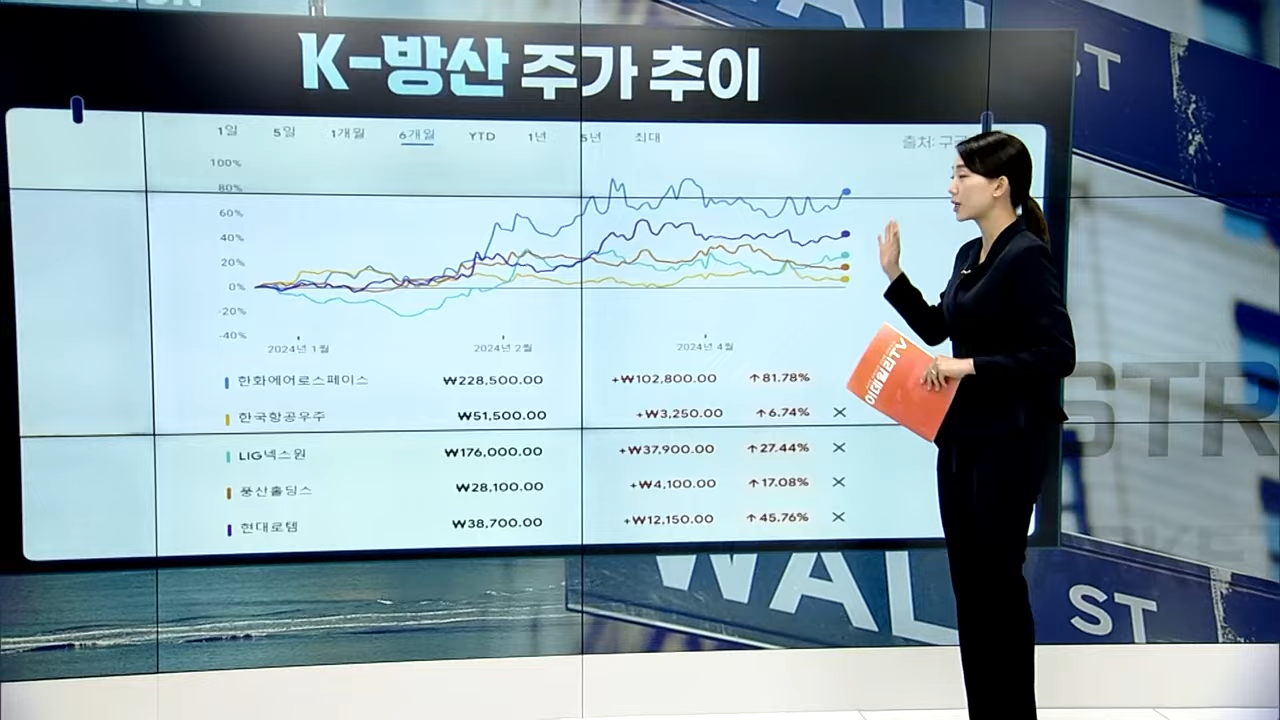 WALL
ST
K-방산 주가 추이
1일 5일 1개월 6개월 YTD 1년 5년 최대
출처: 구
100%
80%
60%
40%
20%
0%
-20%
-40%
2024년 1월 2024년 2월 2024년 4월
한화에어로스페이스 ₩228,500.00 +₩102,800.00 ↑81.78%
한국항공우주 ₩51,500.00 +₩3,250.00 ↑6.74% ×
LIG넥스원 ₩176,000.00 +₩37,900.00 ↑27.44% ×
풍산홀딩스 ₩28,100.00 +₩4,100.00 ↑17.08% ×
현대로템 ₩38,700.00 +₩12,150.00 ↑45.76% ×
이데일리TV
STR
WALL
ST